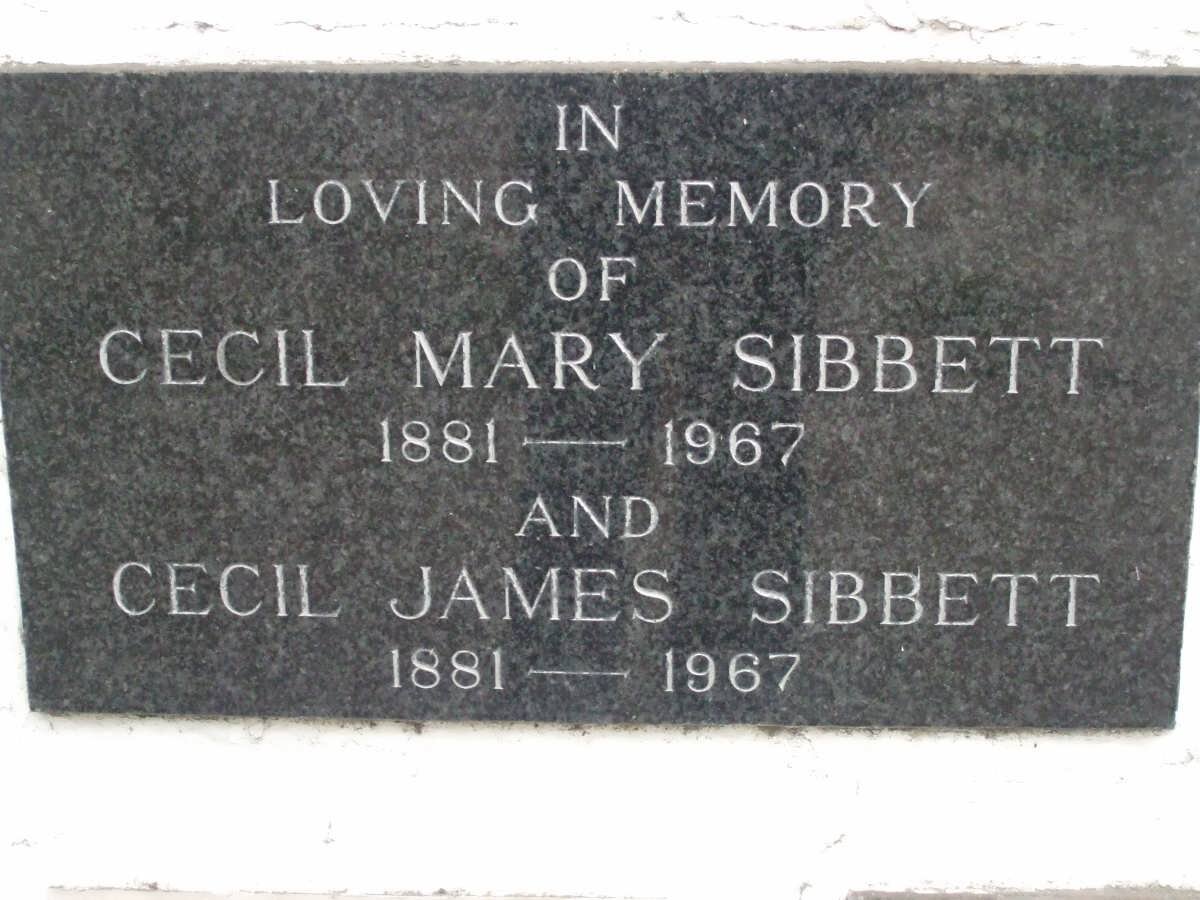 IN
LOVING MEMORY
OF
CECIL MARY SIBBETT
1881 — 1967
AND
CECIL JAMES SIBBETT
1881 — 1967